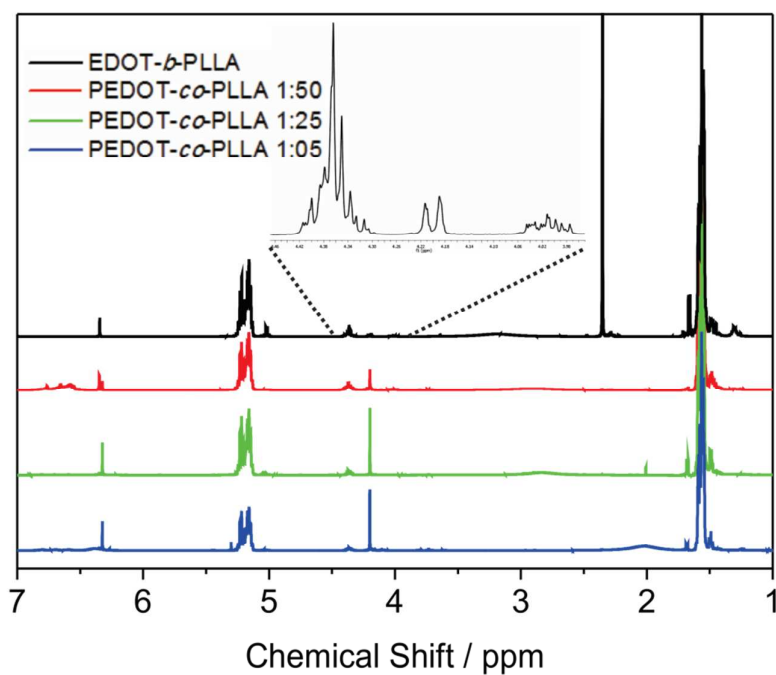 EDOT-b-PLLA
PEDOT-co-PLLA 1:50
PEDOT-co-PLLA 1:25
PEDOT-co-PLLA 1:05
7 6 5 4 3 2 1
Chemical Shift / ppm